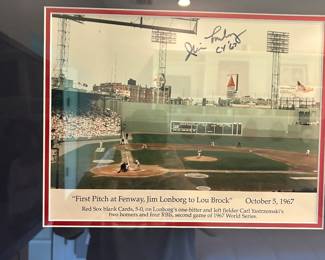 Jim Lonborg
CY '67
"First Pitch at Fenway, Jim Lonborg to Lou Brock" October 5, 1967
Red Sox blank Cards, 5-0, on Lonborg's one-hitter and left fielder Carl Yastrzemski's
two homers and four RBIs, second game of 1967 World Series.